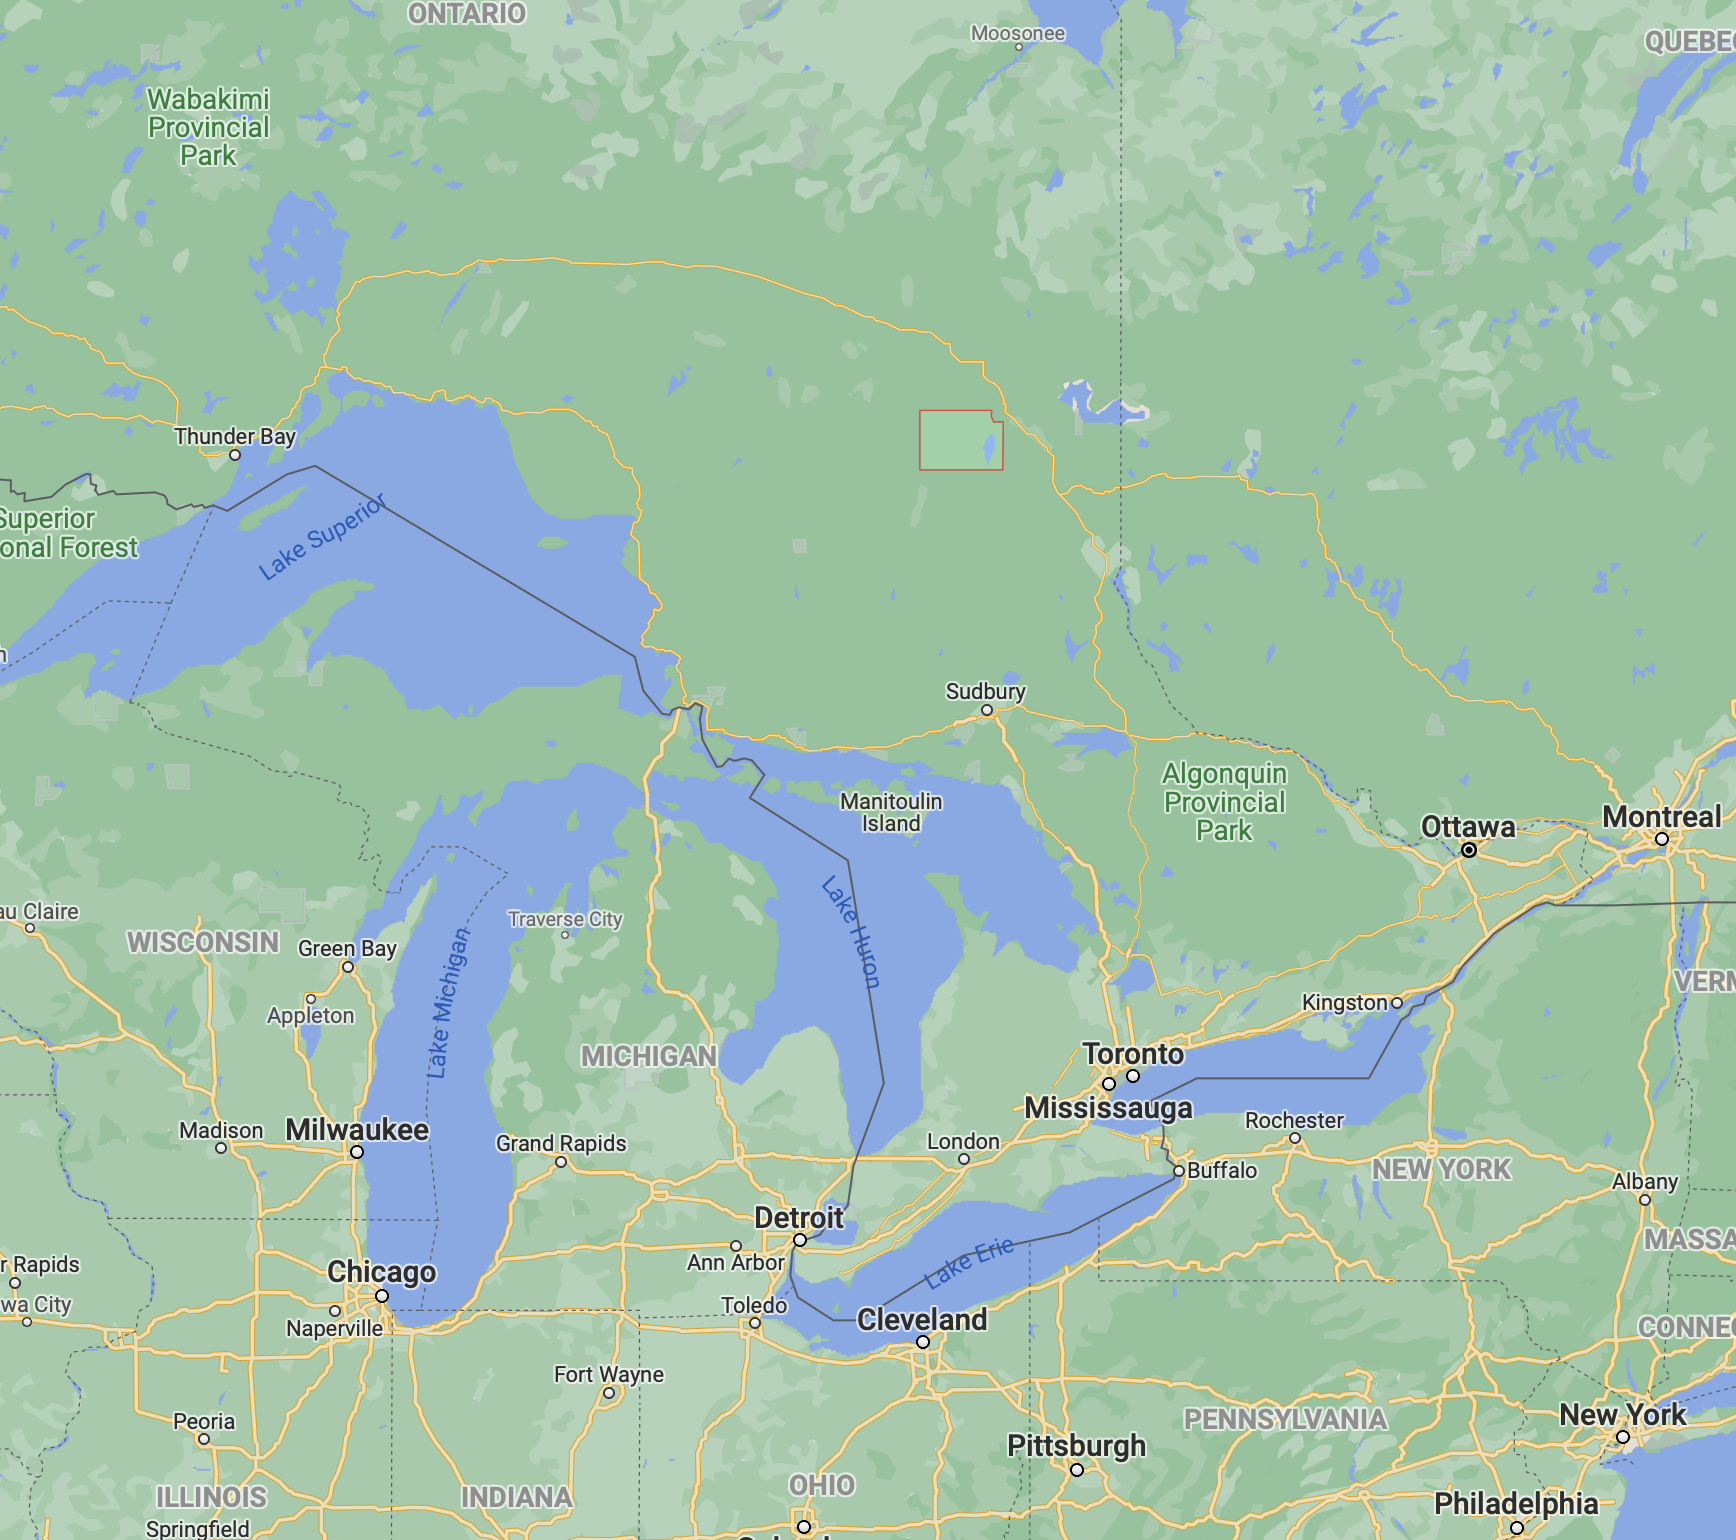 ONTARIO
Moosonee
QUEBEC
Wabakimi
Provincial
Park
Thunder Bay
Superior
onal Forest
Lake Superior
Sudbury
Algonquin
Provincial
Park
Manitoulin
Island
Ottawa
Montreal
Lake Huron
au Claire
WISCONSIN
Green Bay
Traverse City
Lake Michigan
VERM
Appleton
Kingston
MICHIGAN
Toronto
Mississauga
Madison
Milwaukee
Grand Rapids
London
Rochester
Buffalo
NEW YORK
Albany
Detroit
Ann Arbor
Lake Erie
MASSA
r Rapids
Chicago
wa City
Naperville
Toledo
Cleveland
CONNEC
Fort Wayne
Peoria
PENNSYLVANIA
New York
Pittsburgh
ILLINOIS
INDIANA
OHIO
Philadelphia
Springfield